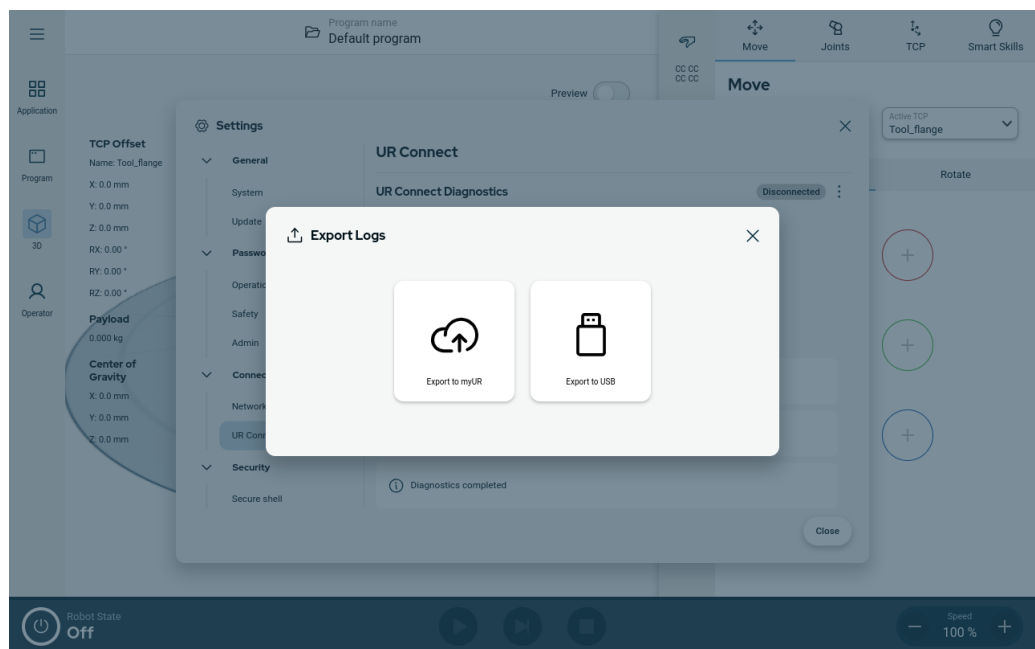 Program name
Default program
Move
Joints
TCP
Smart Skills
CC CC
CC CC
Application
Preview
Move
Settings
Active TCP
Tool_flange
TCP Offset
Name: Tool_flange
General
UR Connect
Program
X: 0.0 mm
System
UR Connect Diagnostics
Disconnected
Rotate
Y: 0.0 mm
Update
Z: 0.0 mm
3D
RX: 0.00 °
Passwo
Export Logs
RY: 0.00 °
Operatio
RZ: 0.00 °
Operator
Payload
Safety
0.000 kg
Admin
Center of
Gravity
Connec
Export to myUR
Export to USB
X: 0.0 mm
Network
Y: 0.0 mm
Z: 0.0 mm
UR Conn
Security
Secure shell
Diagnostics completed
Close
Robot State
Off
Speed
100 %